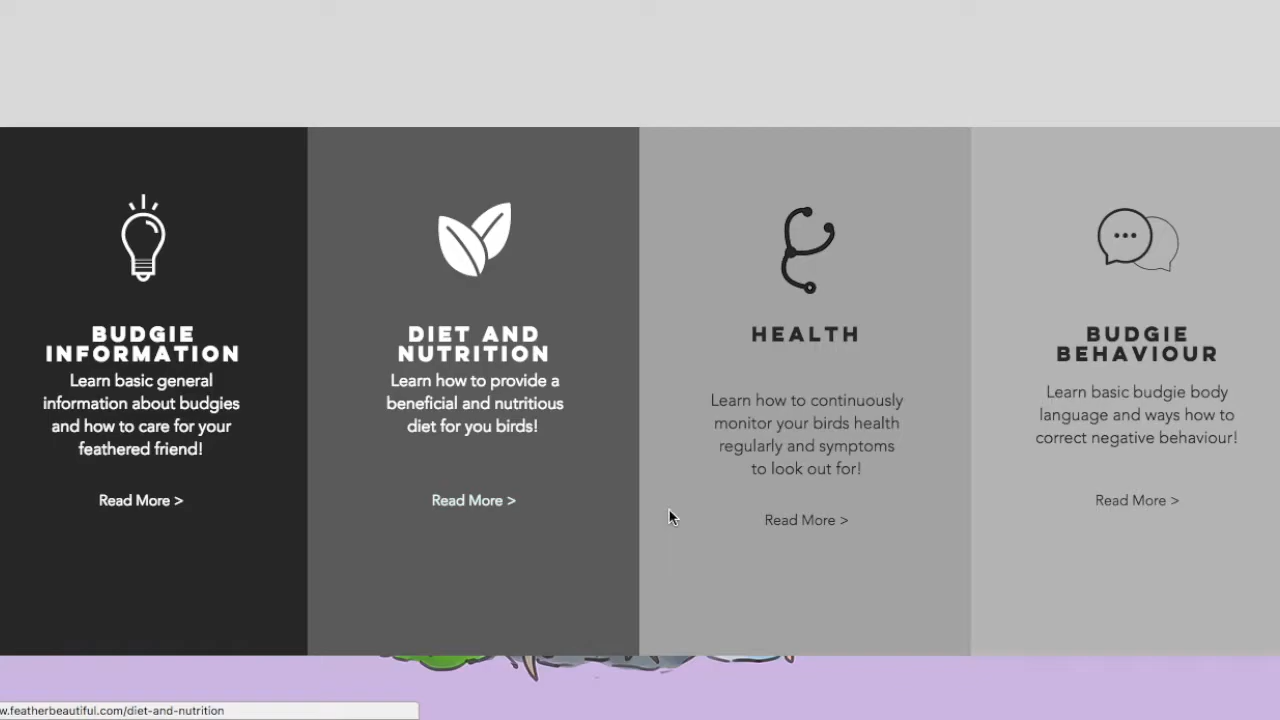 BUDGIE
INFORMATION
Learn basic general
information about budgies
and how to care for your
feathered friend!
Read More >
DIET AND
NUTRITION
Learn how to provide a
beneficial and nutritious
diet for you birds!
Read More >
HEALTH
Learn how to continuously
monitor your birds health
regularly and symptoms
to look out for!
Read More >
BUDGIE
BEHAVIOUR
Learn basic budgie body
language and ways how to
correct negative behaviour!
Read More >
w.featherbeautiful.com/diet-and-nutrition